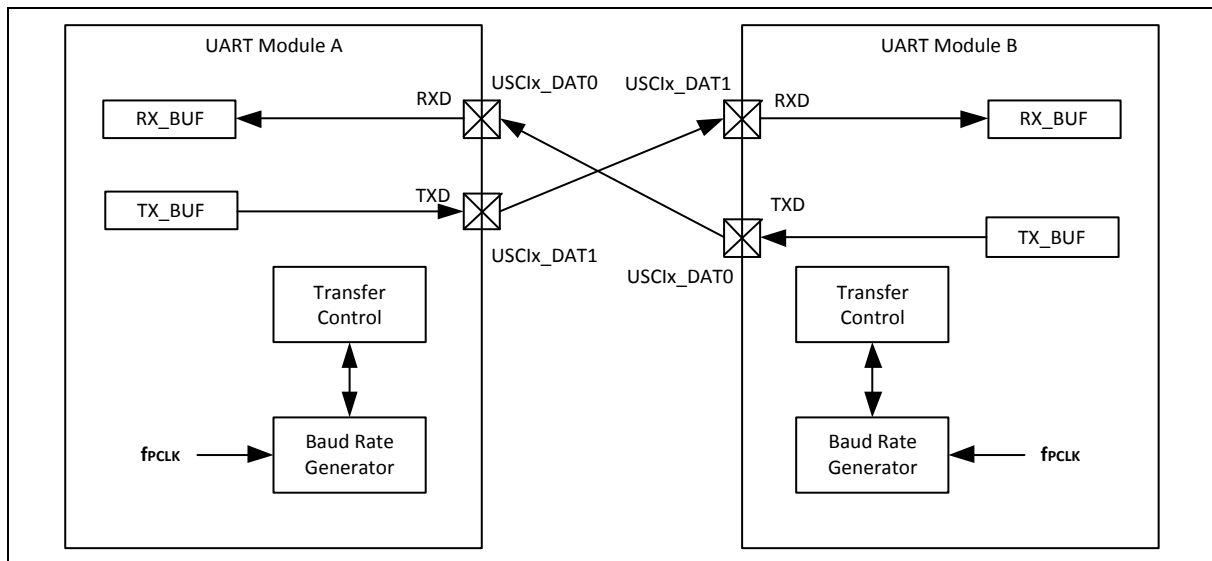 UART Module A
UART Module B
USCIx_DAT0
USCIx_DAT1
RXD
RXD
RX_BUF
RX_BUF
TXD
TXD
TX_BUF
TX_BUF
USCIx_DAT1
USCIx_DAT0
Transfer
Control
Transfer
Control
Baud Rate
Generator
fPCLK
Baud Rate
Generator
fPCLK